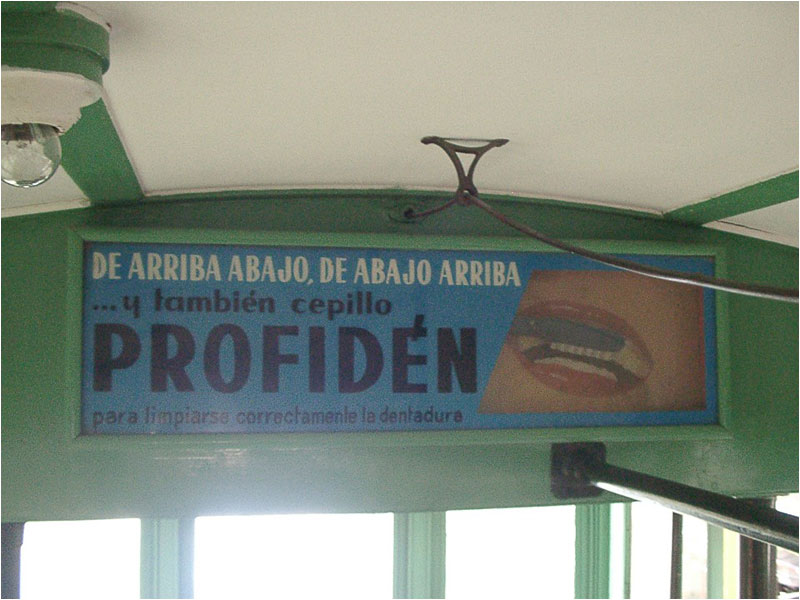 DE ARRIBA ABAJO, DE ABAJO ARRIBA
...y también cepillo
PROFIDÉN
para limpiarse correctamente la dentadura